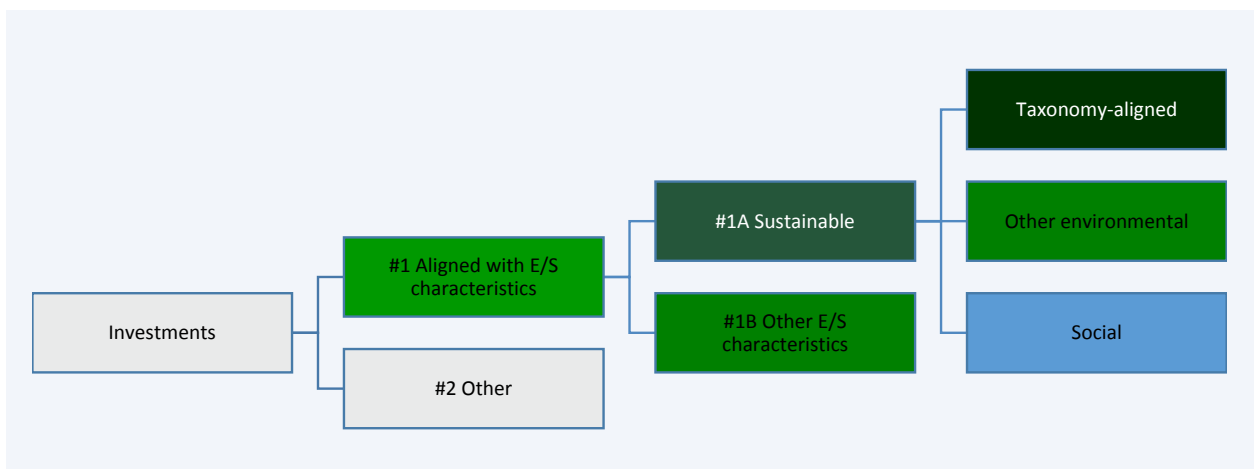 Investments
#1 Aligned with E/S
characteristics
#2 Other
#1A Sustainable
#1B Other E/S
characteristics
Taxonomy-aligned
Other environmental
Social